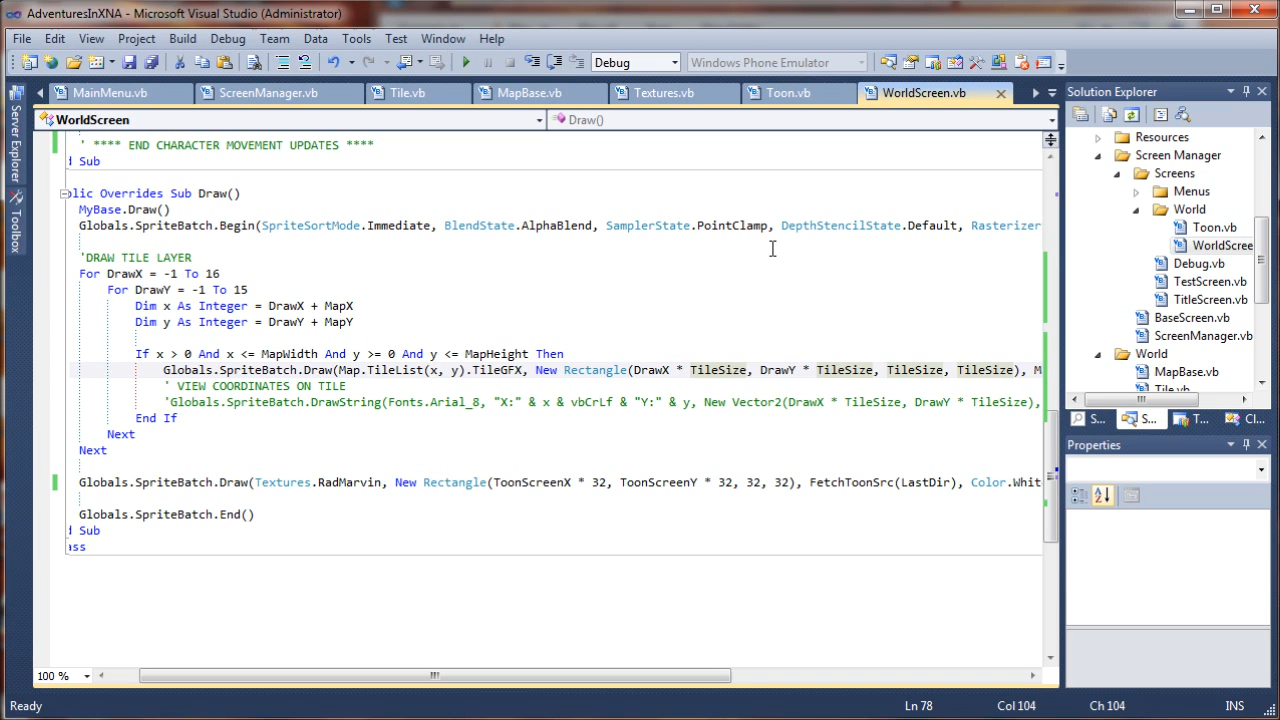 AdventuresInXNA - Microsoft Visual Studio (Administrator)
File Edit View Project Build Debug Team Data Tools Test Window Help
Debug Windows Phone Emulator
MainMenu.vb ScreenManager.vb Tile.vb MapBase.vb Textures.vb Toon.vb WorldScreen.vb
WorldScreen Draw()
' **** END CHARACTER MOVEMENT UPDATES ****
d Sub
blic Overrides Sub Draw()
MyBase.Draw()
Globals.SpriteBatch.Begin(SpriteSortMode.Immediate, BlendState.AlphaBlend, SamplerState.PointClamp, DepthStencilState.Default, Rasterizer
'DRAW TILE LAYER
For DrawX = -1 To 16
For DrawY = -1 To 15
Dim x As Integer = DrawX + MapX
Dim y As Integer = DrawY + MapY
If x > 0 And x <= MapWidth And y >= 0 And y <= MapHeight Then
Globals.SpriteBatch.Draw(Map.TileList(x, y).TileGFX, New Rectangle(DrawX * TileSize, DrawY * TileSize, TileSize, TileSize), M
' VIEW COORDINATES ON TILE
'Globals.SpriteBatch.DrawString(Fonts.Arial_8, "X:" & x & vbCrLf & "Y:" & y, New Vector2(DrawX * TileSize, DrawY * TileSize),
End If
Next
Next
Globals.SpriteBatch.Draw(Textures.RadMarvin, New Rectangle(ToonScreenX * 32, ToonScreenY * 32, 32, 32), FetchToonSrc(LastDir), Color.Whit
Globals.SpriteBatch.End()
d Sub
ass
100 %
Server Explorer
Toolbox
Solution Explorer
Resources
Screen Manager
Screens
Menus
World
Toon.vb
WorldScree
Debug.vb
TestScreen.vb
TitleScreen.vb
BaseScreen.vb
ScreenManager.vb
World
MapBase.vb
Tile.vb
S... S... T... Cl...
Properties
Ready Ln 78 Col 104 Ch 104 INS